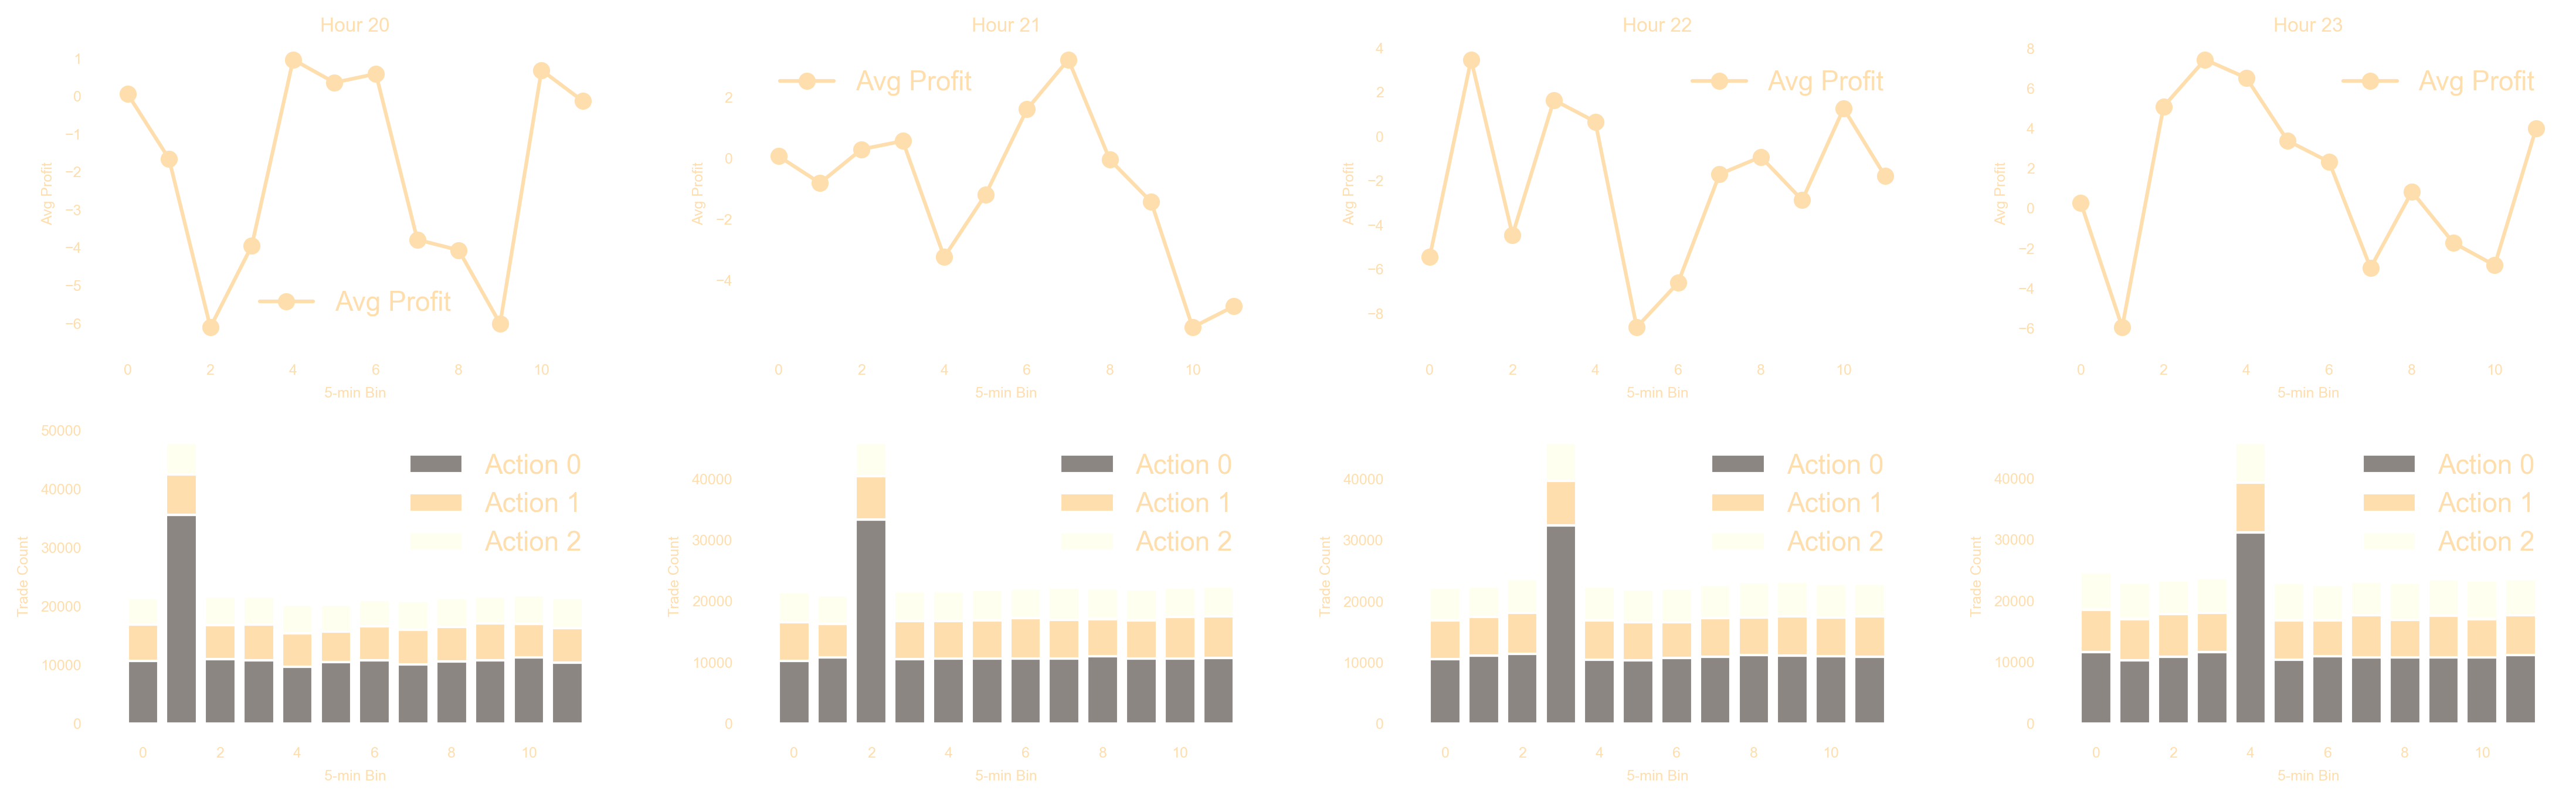 Hour 20
1
0
−1
−2
−3
−4
−5
−6
Avg Profit
Avg Profit
0 2 4 6 8 10
5-min Bin
Hour 21
2
0
−2
−4
Avg Profit
Avg Profit
0 2 4 6 8 10
5-min Bin
Hour 22
4
2
0
−2
−4
−6
−8
Avg Profit
Avg Profit
0 2 4 6 8 10
5-min Bin
Hour 23
8
6
4
2
0
−2
−4
−6
Avg Profit
Avg Profit
0 2 4 6 8 10
5-min Bin
50000
40000
30000
20000
10000
0
Trade Count
Action 0
Action 1
Action 2
0 2 4 6 8 10
5-min Bin
40000
30000
20000
10000
0
Trade Count
Action 0
Action 1
Action 2
0 2 4 6 8 10
5-min Bin
40000
30000
20000
10000
0
Trade Count
Action 0
Action 1
Action 2
0 2 4 6 8 10
5-min Bin
40000
30000
20000
10000
0
Trade Count
Action 0
Action 1
Action 2
0 2 4 6 8 10
5-min Bin